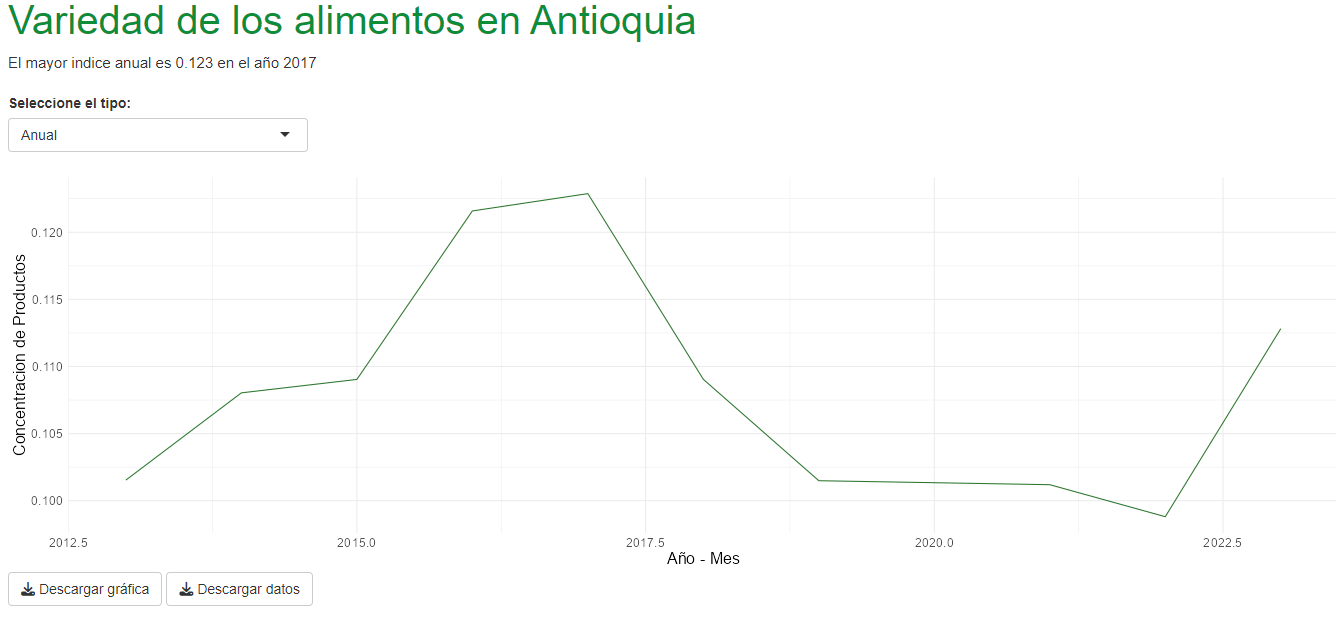 Variedad de los alimentos en Antioquia
El mayor indice anual es 0.123 en el año 2017
Seleccione el tipo:
Anual
0.120
0.115
0.110
0.105
0.100
Concentracion de Productos
2012.5 2015.0 2017.5 2020.0 2022.5
Año - Mes
Descargar gráfica Descargar datos